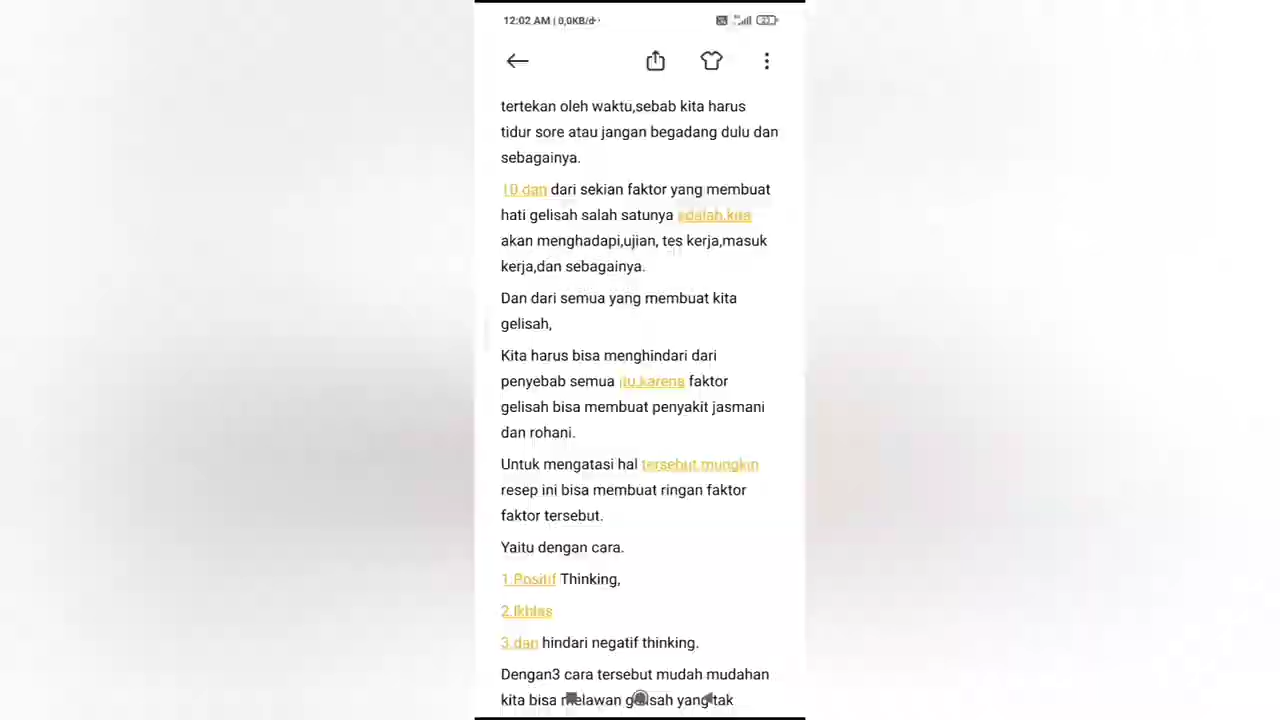 12:02 AM | 0,0KB/d
tertekan oleh waktu,sebab kita harus
tidur sore atau jangan begadang dulu dan
sebagainya.
10.dan dari sekian faktor yang membuat
hati gelisah salah satunya adalah,kita
akan menghadapi,ujian, tes kerja,masuk
kerja,dan sebagainya.
Dan dari semua yang membuat kita
gelisah,
Kita harus bisa menghindari dari
penyebab semua itu,karena faktor
gelisah bisa membuat penyakit jasmani
dan rohani.
Untuk mengatasi hal tersebut,mungkin
resep ini bisa membuat ringan faktor
faktor tersebut.
Yaitu dengan cara.
1.Positif Thinking,
2.Ikhlas
3.dan hindari negatif thinking.
Dengan3 cara tersebut mudah mudahan
kita bisa melawan gelisah yang tak